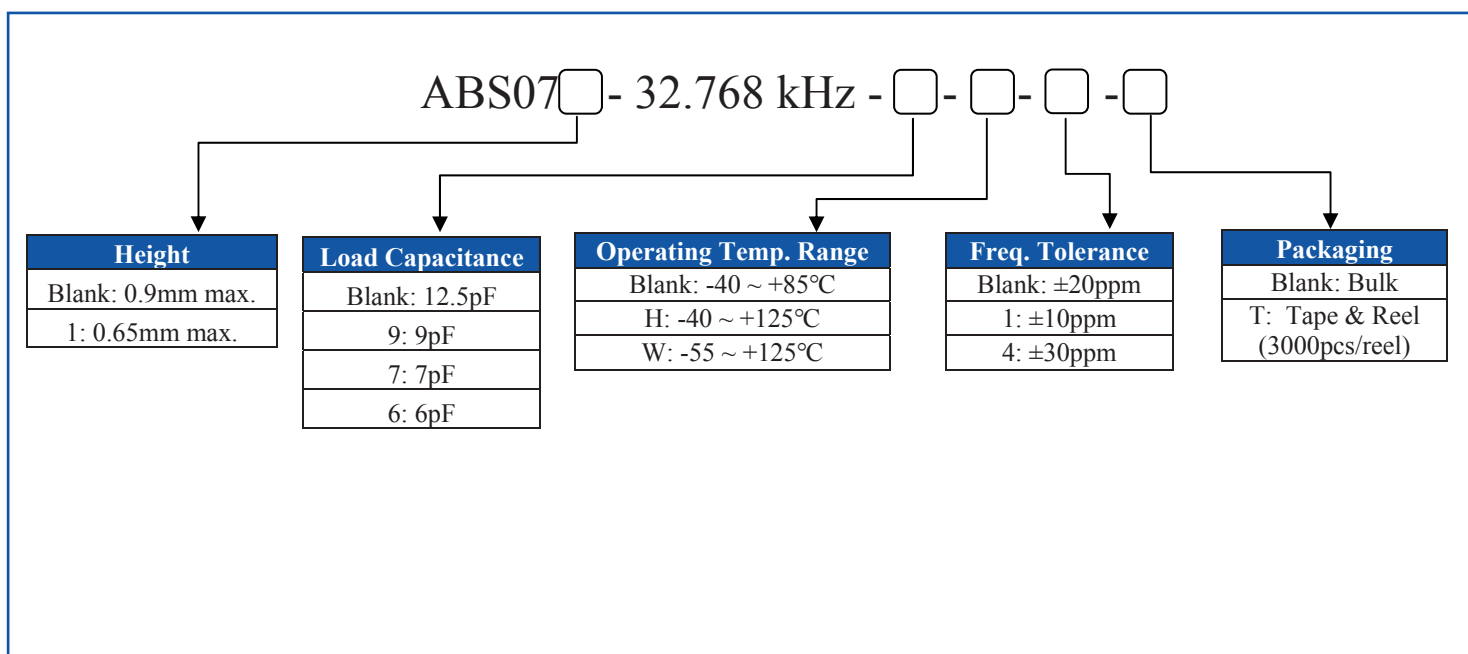 ABS07 - 32.768 kHz - - - -
Height
Blank: 0.9mm max.
1: 0.65mm max.
Load Capacitance
Blank: 12.5pF
9: 9pF
7: 7pF
6: 6pF
Operating Temp. Range
Blank: -40 ~ +85℃
H: -40 ~ +125℃
W: -55 ~ +125℃
Freq. Tolerance
Blank: ±20ppm
1: ±10ppm
4: ±30ppm
Packaging
Blank: Bulk
T: Tape & Reel
(3000pcs/reel)